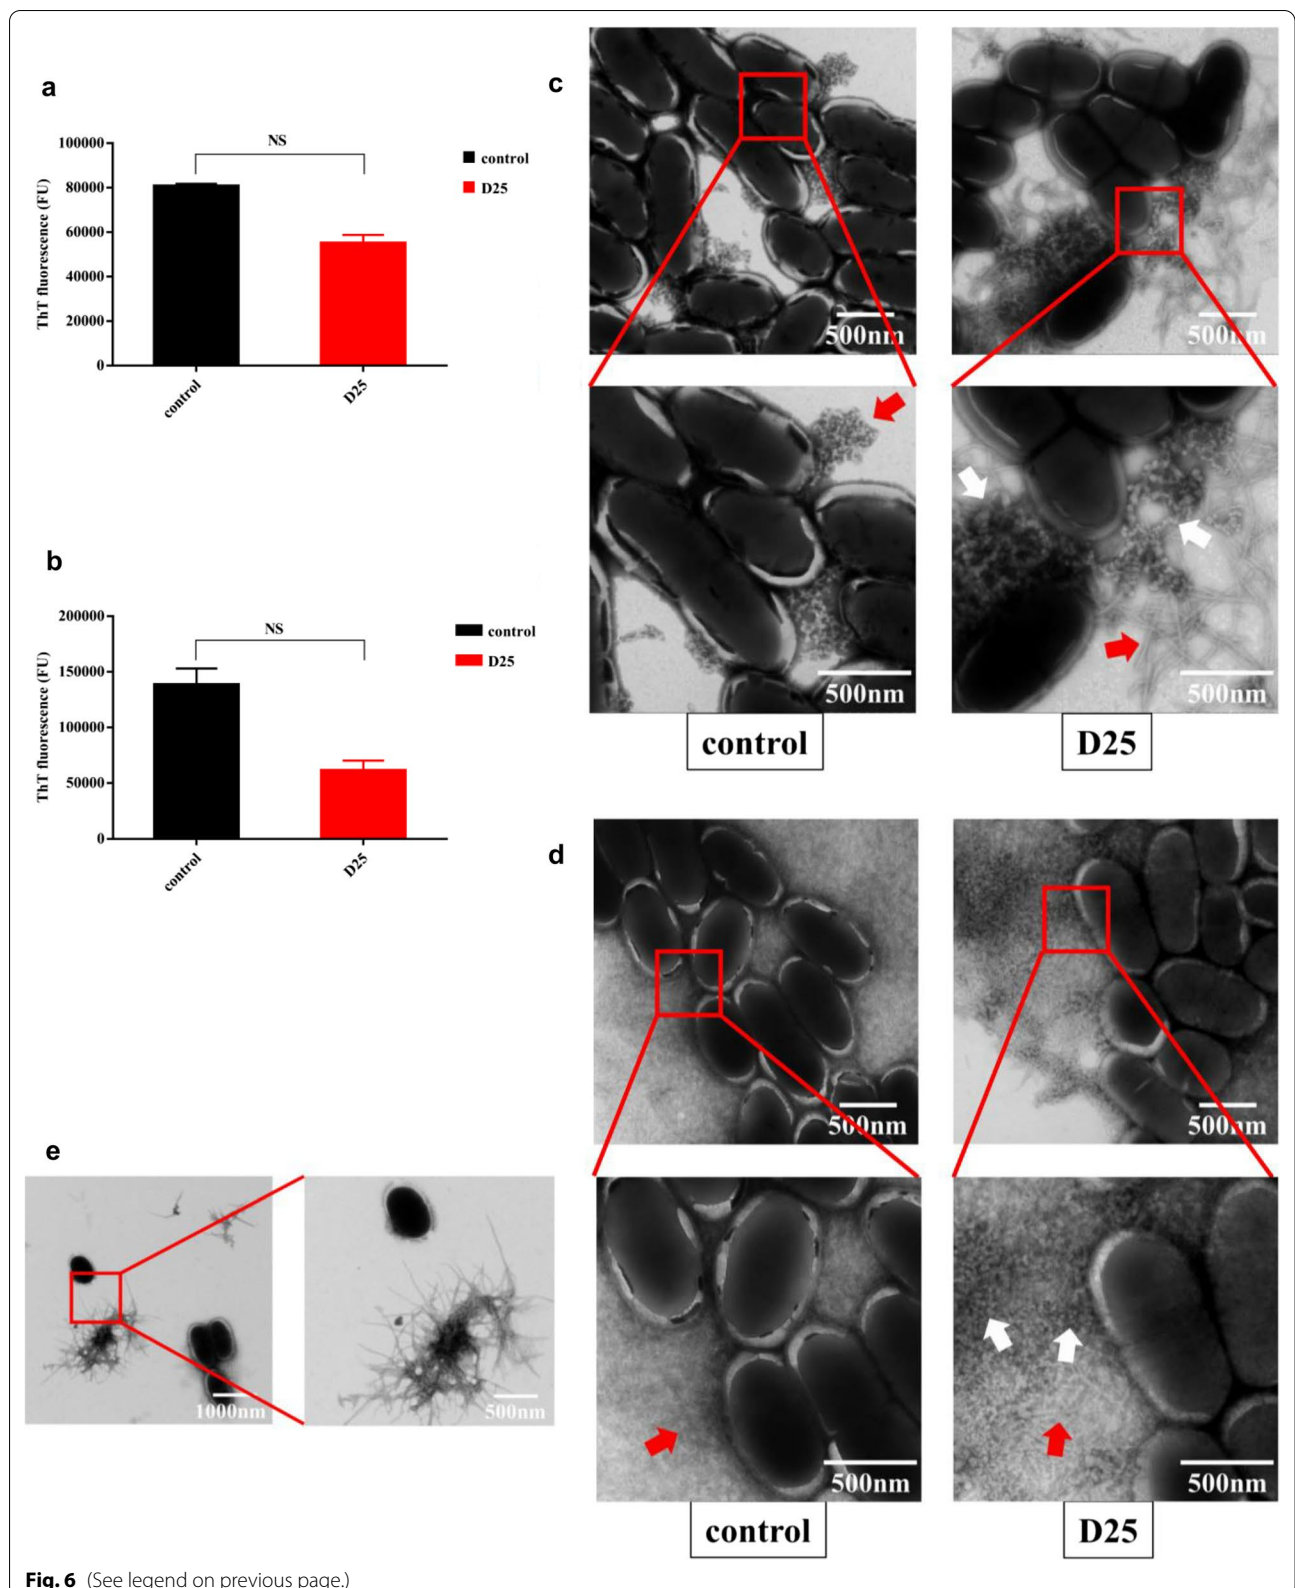 a
100000
80000
60000
40000
20000
0
ThT fluorescence (FU)
NS
control
D25
control
D25
b
200000
150000
100000
50000
0
ThT fluorescence (FU)
NS
control
D25
control
D25
c
500nm
500nm
500nm
500nm
control
D25
d
500nm
500nm
500nm
500nm
control
D25
e
1000nm
500nm
Fig. 6 (See legend on previous page.)